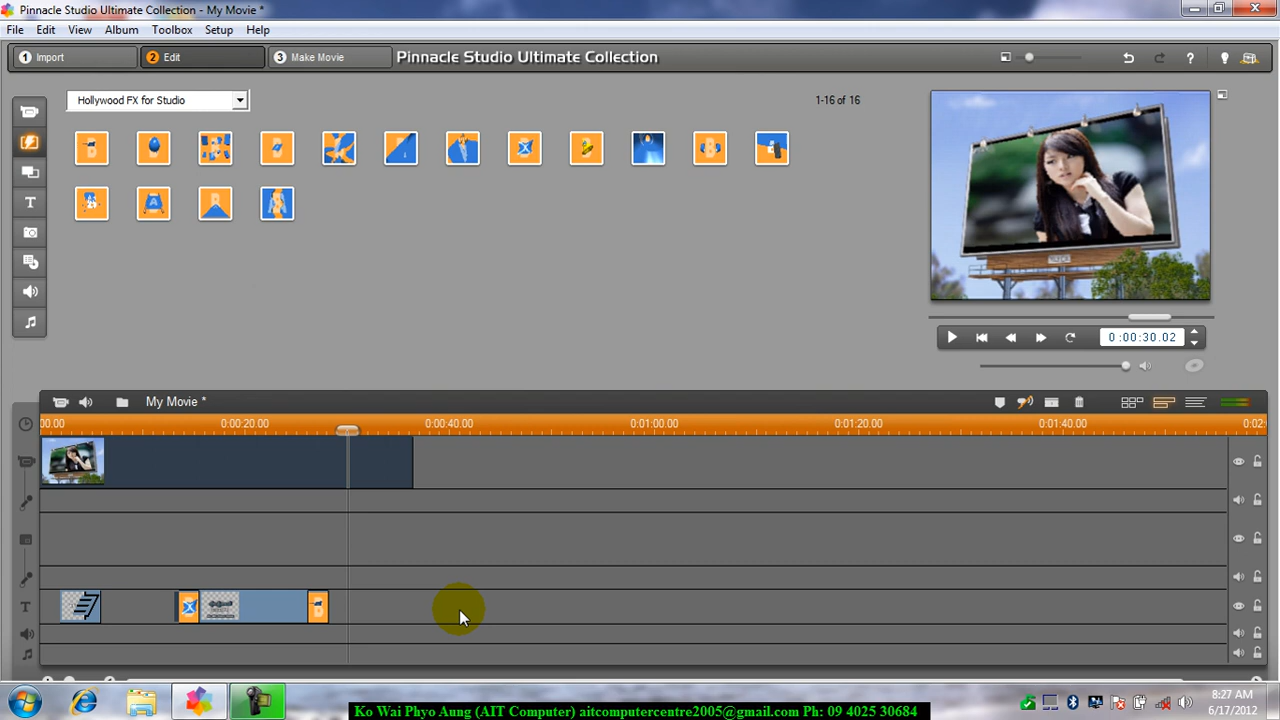 Pinnacle Studio Ultimate Collection - My Movie *
File Edit View Album Toolbox Setup Help
1 Import 2 Edit 3 Make Movie Pinnacle Studio Ultimate Collection
Hollywood FX for Studio
1-16 of 16
0:00:30.02
My Movie *
00.00 0:00:20.00 0:00:40.00 0:01:00.00 0:01:20.00 0:01:40.00 0:02:
T
8:27 AM
6/17/2012
Ko Wai Phyo Aung (AIT Computer) aitcomputercentre2005@gmail.com Ph: 09 4025 30684